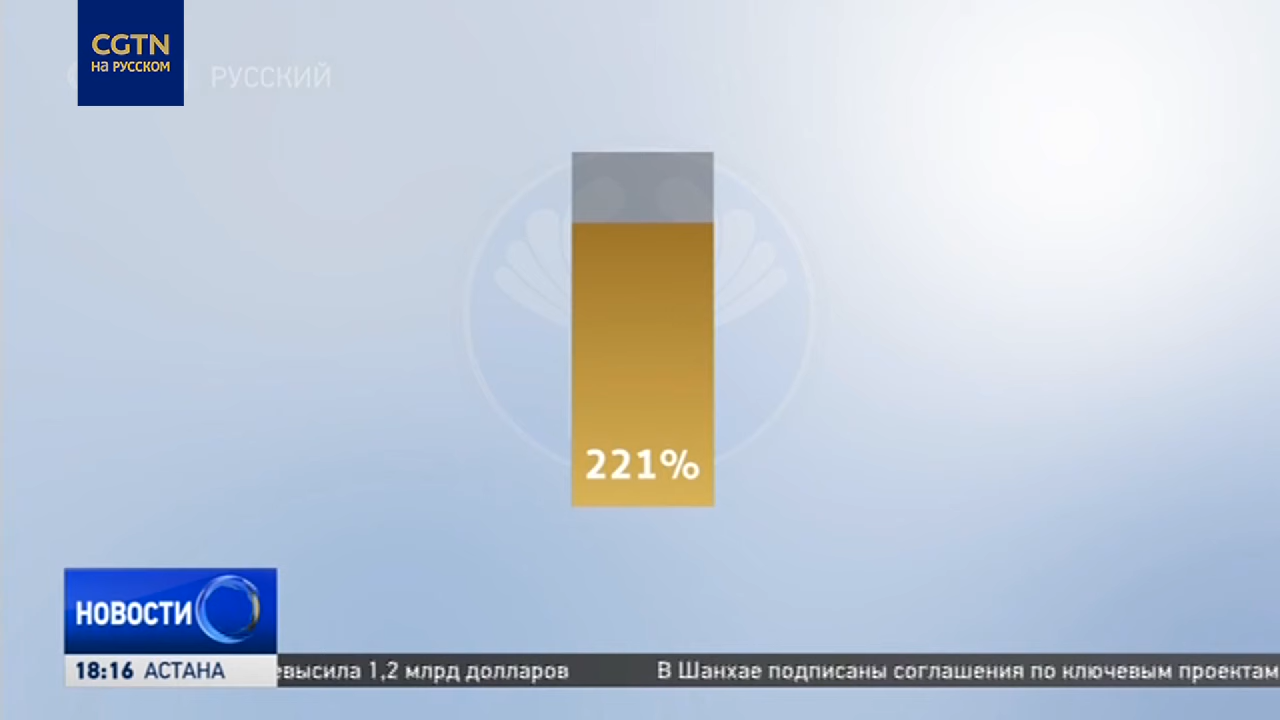 CGTN
на РУССКОМ
РУССКИЙ
221%
НОВОСТИ
18:16 АСТАНА
евысила 1,2 млрд долларов В Шанхае подписаны соглашения по ключевым проектам